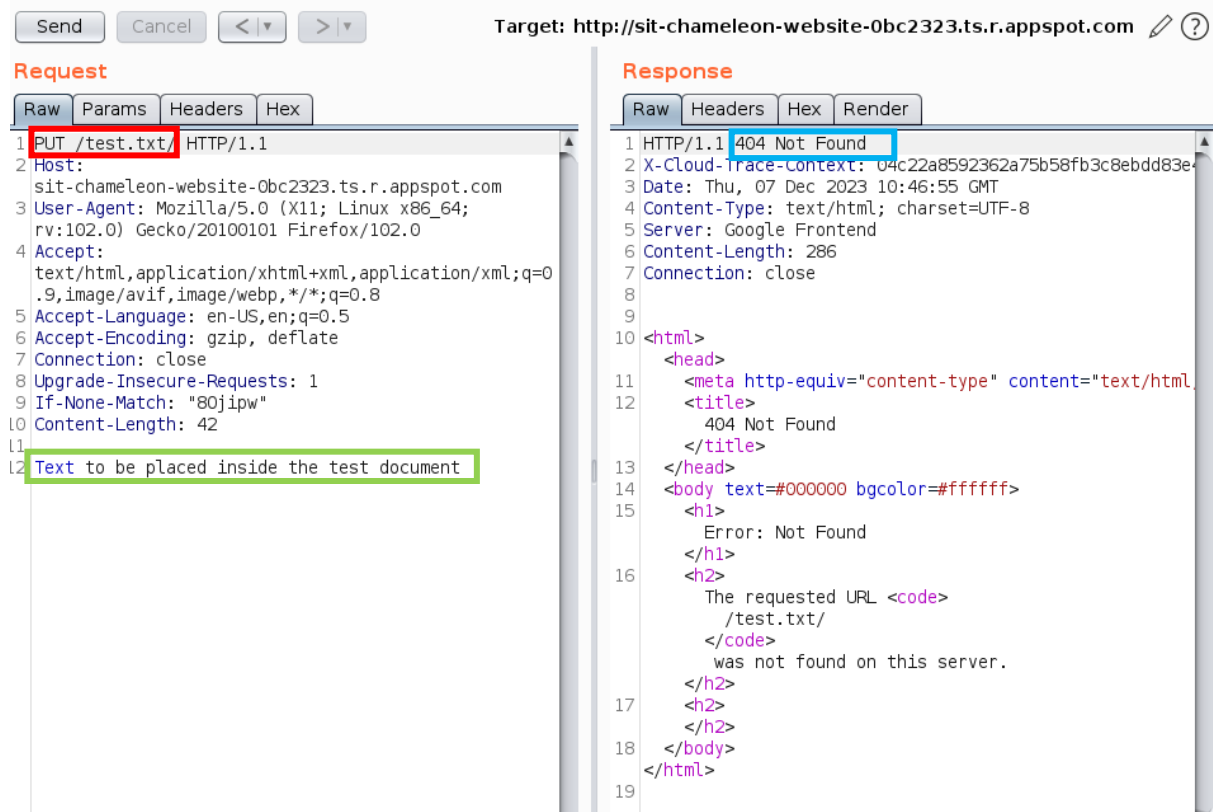 Send Cancel < > Target: http://sit-chameleon-website-0bc2323.ts.r.appspot.com ?
Request
Raw Params Headers Hex
1 PUT /test.txt/ HTTP/1.1
2 Host:
sit-chameleon-website-0bc2323.ts.r.appspot.com
3 User-Agent: Mozilla/5.0 (X11; Linux x86_64;
rv:102.0) Gecko/20100101 Firefox/102.0
4 Accept:
text/html,application/xhtml+xml,application/xml;q=0
.9,image/avif,image/webp,*/*;q=0.8
5 Accept-Language: en-US,en;q=0.5
6 Accept-Encoding: gzip, deflate
7 Connection: close
8 Upgrade-Insecure-Requests: 1
9 If-None-Match: "80jipw"
10 Content-Length: 42
11
12 Text to be placed inside the test document
Response
Raw Headers Hex Render
1 HTTP/1.1 404 Not Found
2 X-Cloud-Trace-Context: 04c22a8592362a75b58fb3c8ebdd83e4
3 Date: Thu, 07 Dec 2023 10:46:55 GMT
4 Content-Type: text/html; charset=UTF-8
5 Server: Google Frontend
6 Content-Length: 286
7 Connection: close
8
9
10 <html>
<head>
11 <meta http-equiv="content-type" content="text/html,
12 <title>
404 Not Found
</title>
13 </head>
14 <body text=#000000 bgcolor=#ffffff>
15 <h1>
Error: Not Found
</h1>
16 <h2>
The requested URL <code>
/test.txt/
</code>
was not found on this server.
</h2>
17 <h2>
</h2>
18 </body>
</html>
19